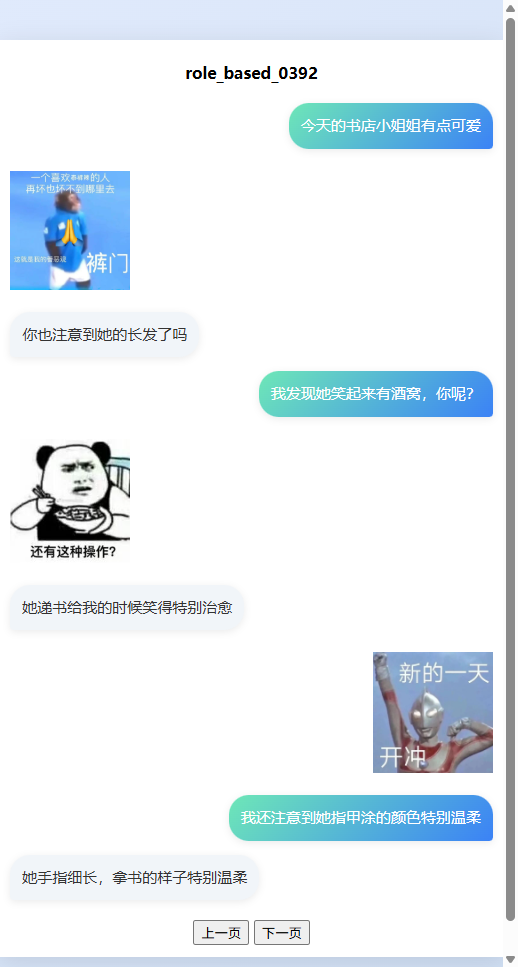 role_based_0392
今天的书店小姐姐有点可爱
一个喜欢慕裤辣的人
再坏也坏不到哪里去
裤门
你也注意到她的长发了吗
我发现她笑起来有酒窝，你呢？
还有这种操作？
她递书给我的时候笑得特别治愈
新的一天
开冲
我还注意到她指甲涂的颜色特别温柔
她手指细长，拿书的样子特别温柔
上一页 下一页